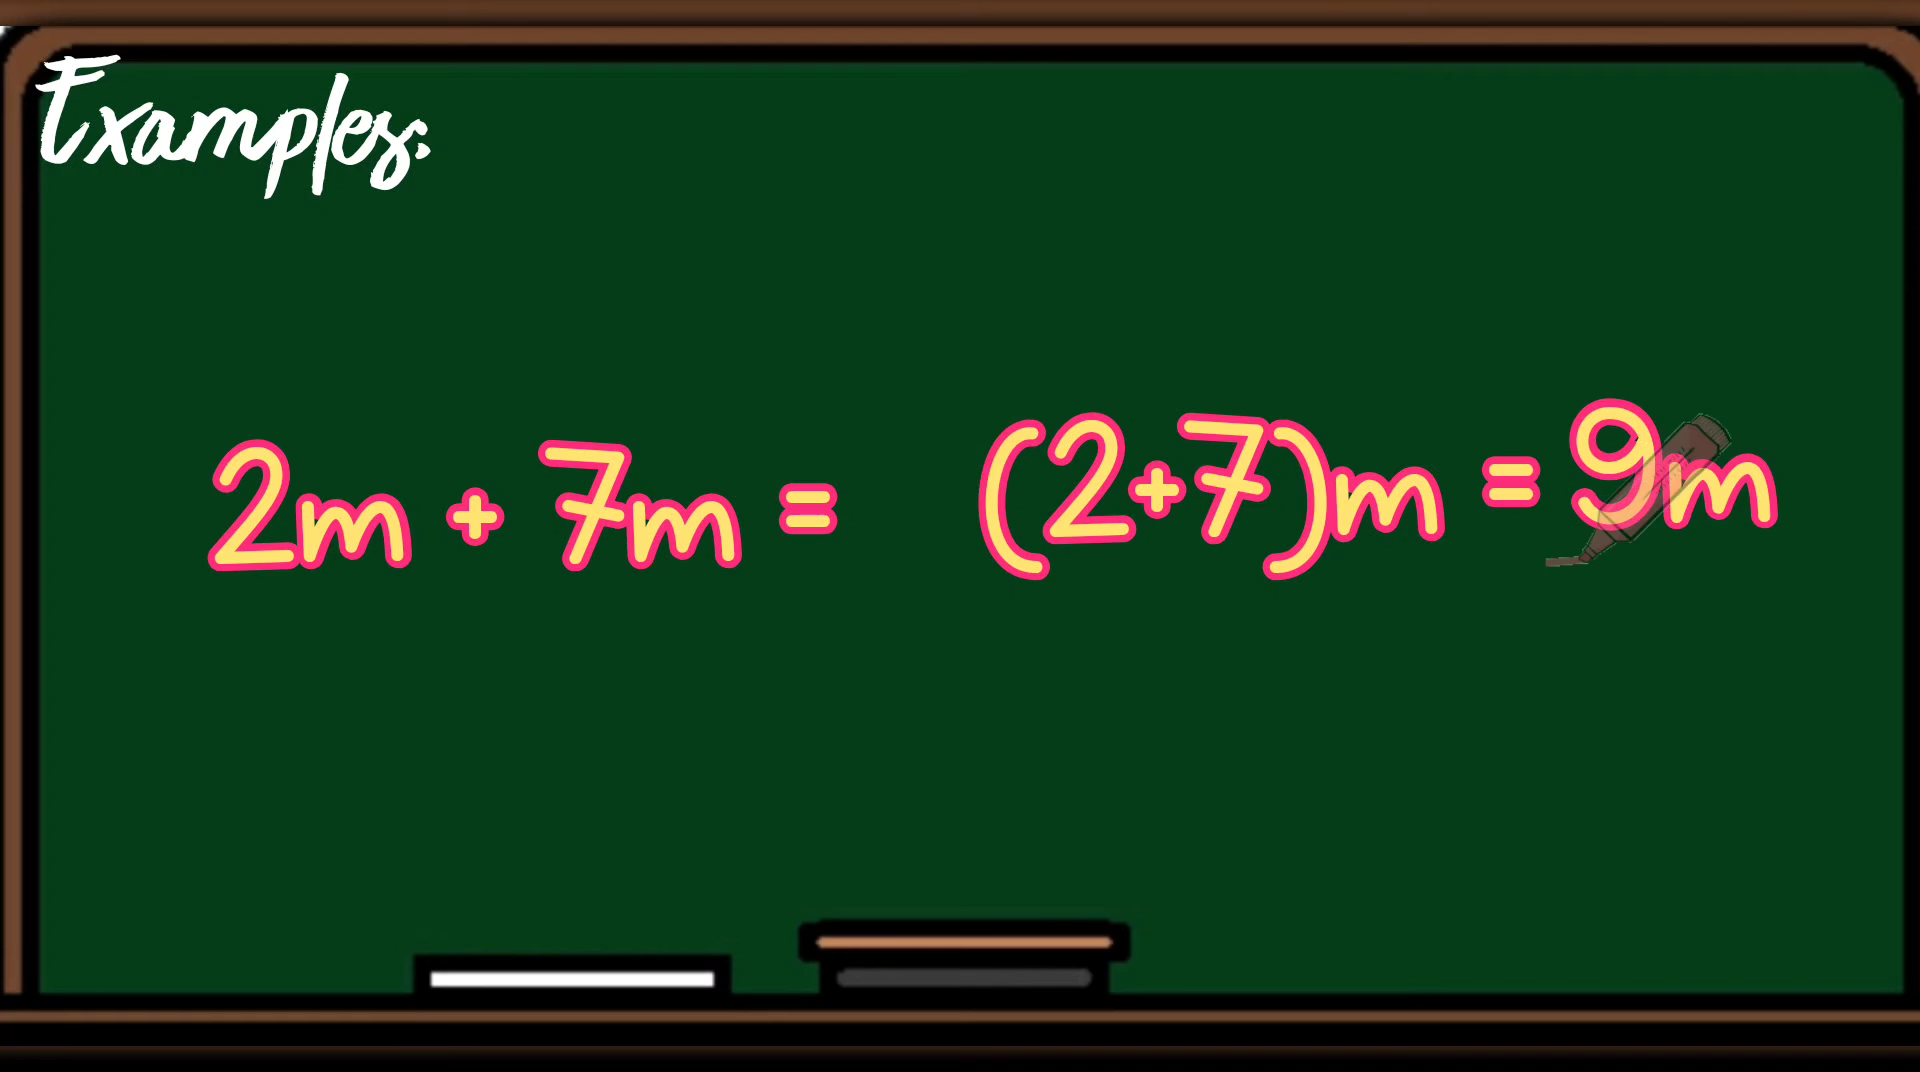 Examples:
2m + 7m = (2+7)m = 9m